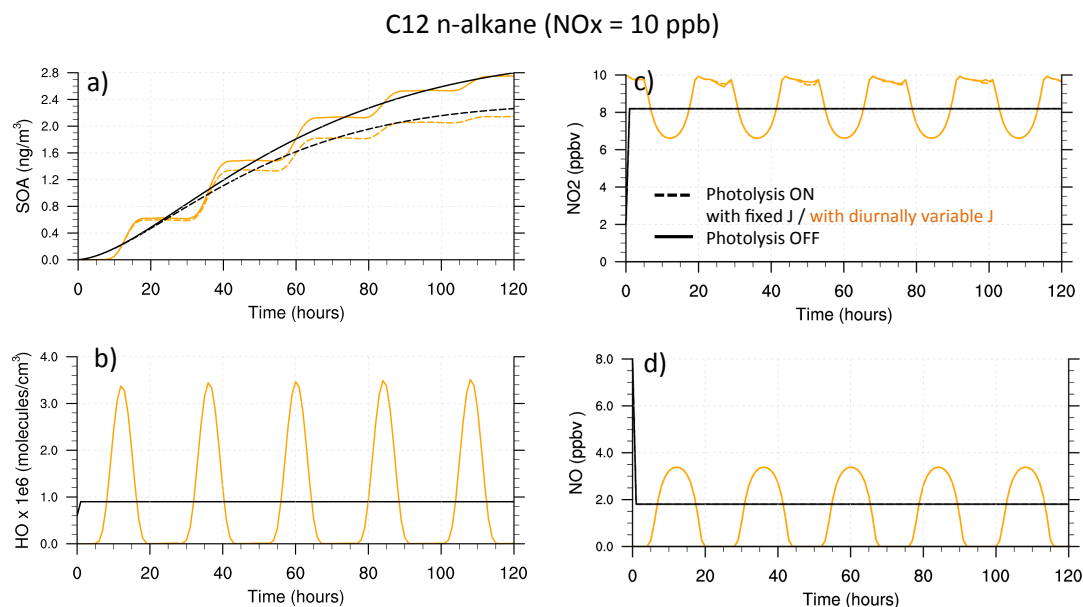 C12 n-alkane (NOx = 10 ppb)
a)
SOA (ng/m³)
2.8
2.4
2.0
1.6
1.2
0.8
0.4
0.0
0 20 40 60 80 100 120
Time (hours)
c)
NO2 (ppbv)
10
8
6
4
2
0
Photolysis ON
with fixed J / with diurnally variable J
Photolysis OFF
0 20 40 60 80 100 120
Time (hours)
b)
HO x 1e6 (molecules/cm³)
4.0
3.0
2.0
1.0
0.0
0 20 40 60 80 100 120
Time (hours)
d)
NO (ppbv )
8.0
6.0
4.0
2.0
0.0
0 20 40 60 80 100 120
Time (hours)